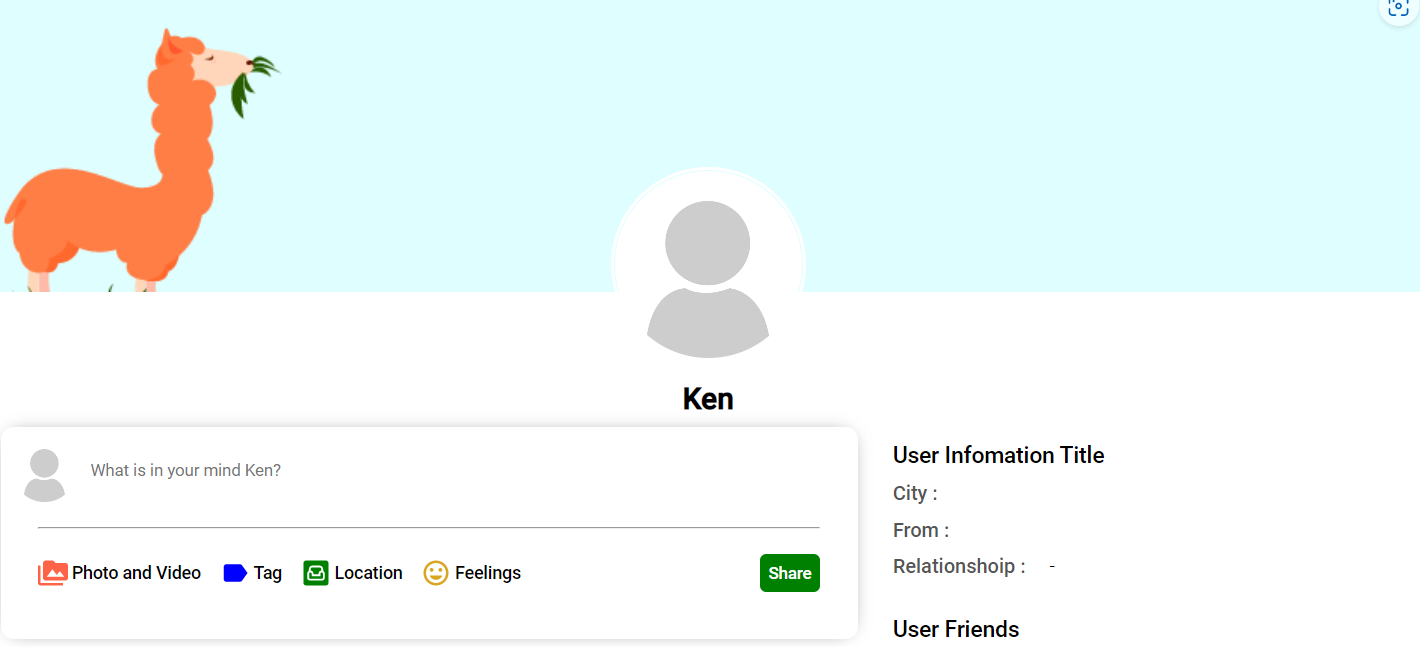 Ken
What is in your mind Ken?
Photo and Video Tag Location Feelings Share
User Infomation Title
City :
From :
Relationshoip : -
User Friends